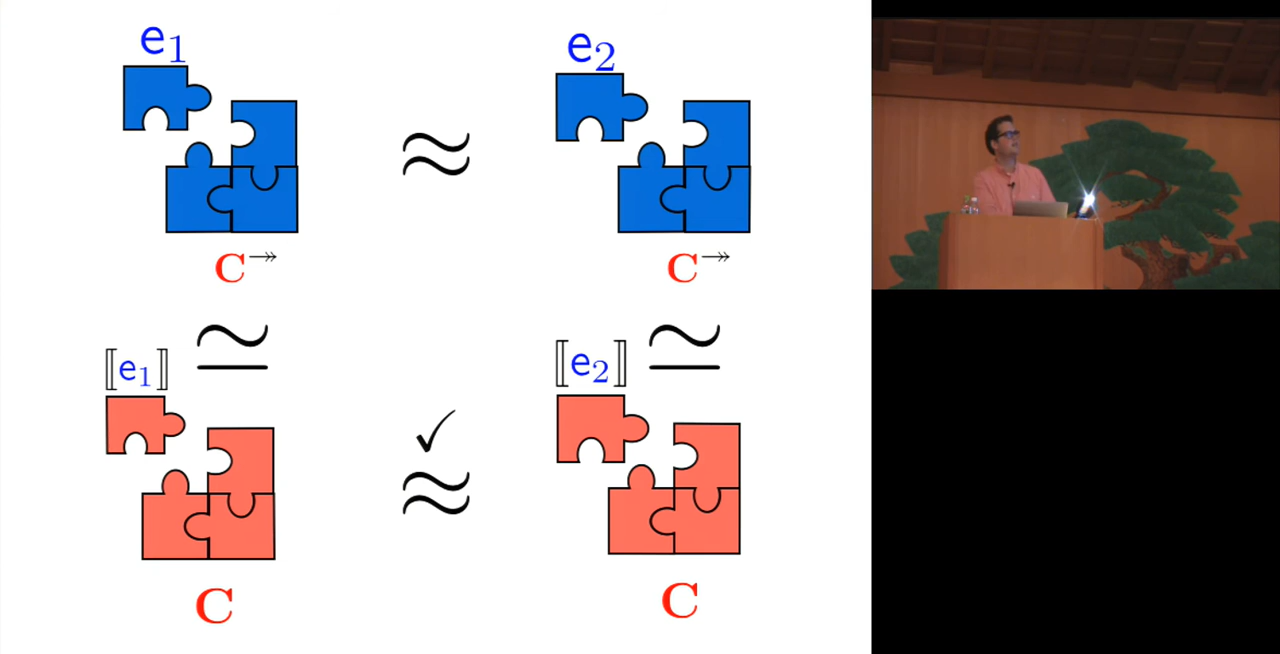 e₁ e₂
≈
C↠ C↠
≃ ≃
⟦e₁⟧ ⟦e₂⟧
✓
≈
C C